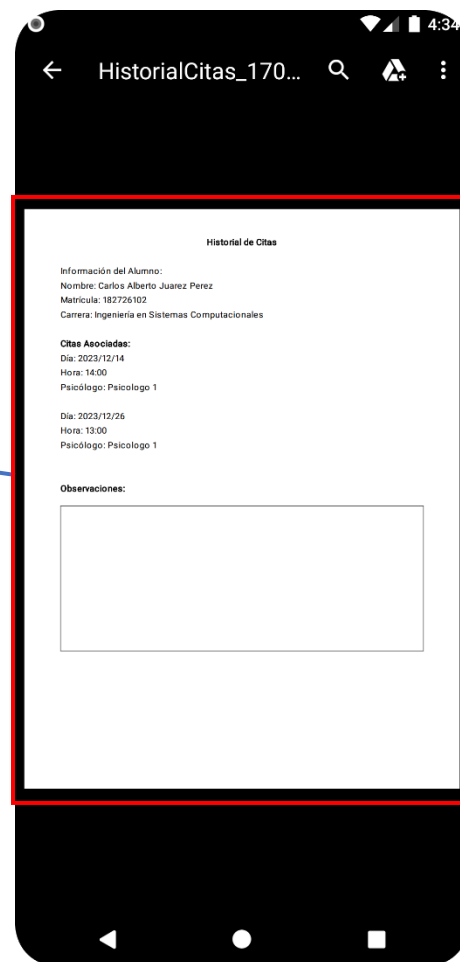 4:34
HistorialCitas_170...
Historial de Citas
Información del Alumno:
Nombre: Carlos Alberto Juarez Perez
Matrícula: 182726102
Carrera: Ingeniería en Sistemas Computacionales
Citas Asociadas:
Día: 2023/12/14
Hora: 14:00
Psicólogo: Psicologo 1
Día: 2023/12/26
Hora: 13:00
Psicólogo: Psicologo 1
Observaciones: